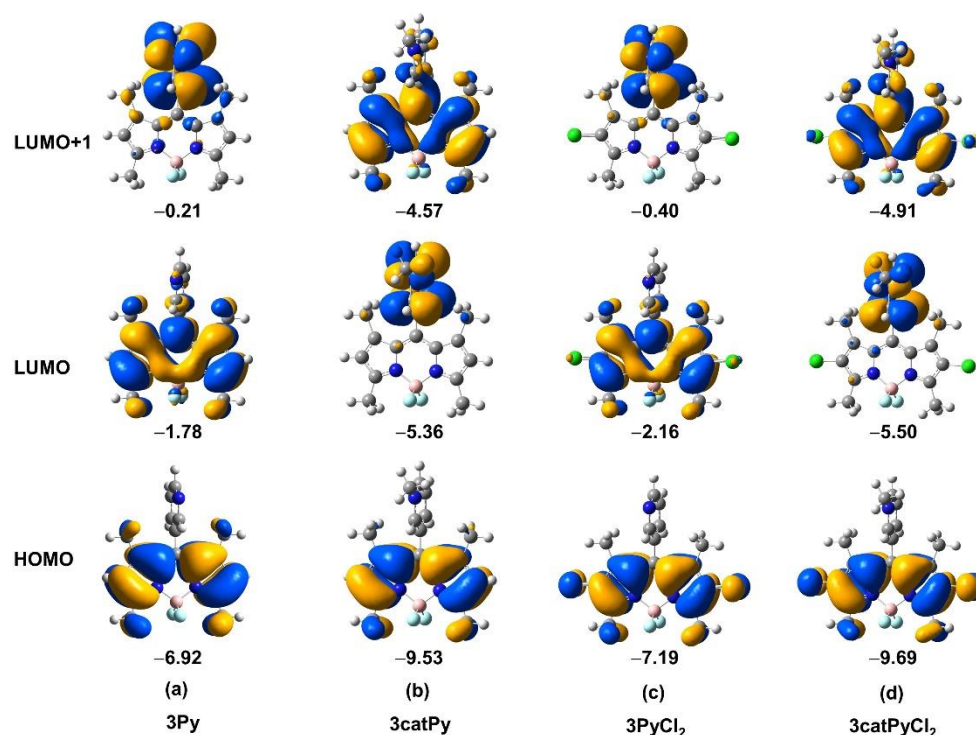 LUMO+1
−0.21 −4.57 −0.40 −4.91
LUMO
−1.78 −5.36 −2.16 −5.50
HOMO
−6.92 −9.53 −7.19 −9.69
(a) (b) (c) (d)
3Py 3catPy 3PyCl₂ 3catPyCl₂